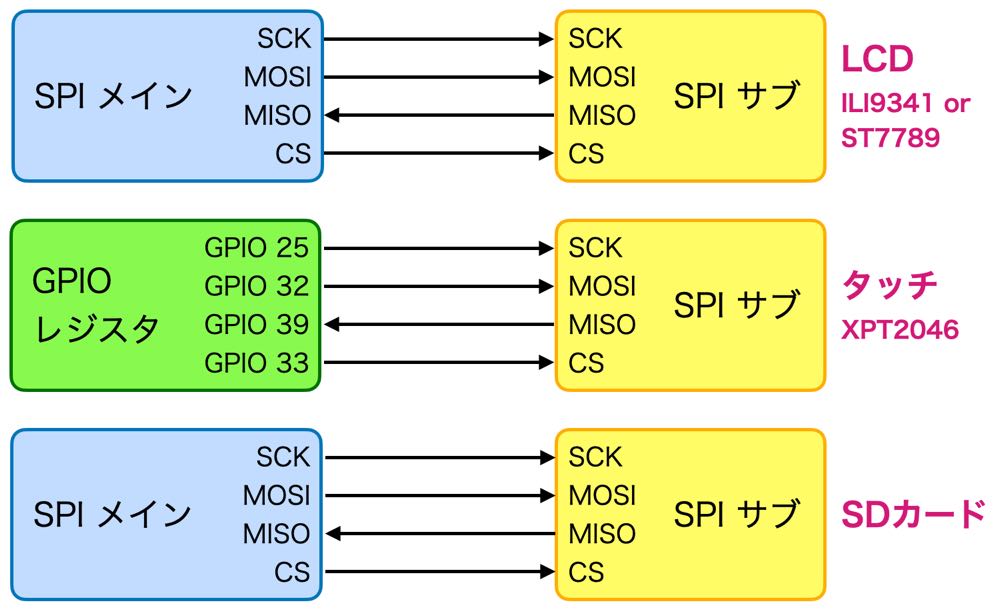 SPI メイン
SCK
MOSI
MISO
CS
SCK
MOSI
MISO
CS
SPI サブ
LCD
ILI9341 or
ST7789
GPIO
レジスタ
GPIO 25
GPIO 32
GPIO 39
GPIO 33
SCK
MOSI
MISO
CS
SPI サブ
タッチ
XPT2046
SPI メイン
SCK
MOSI
MISO
CS
SCK
MOSI
MISO
CS
SPI サブ
SDカード